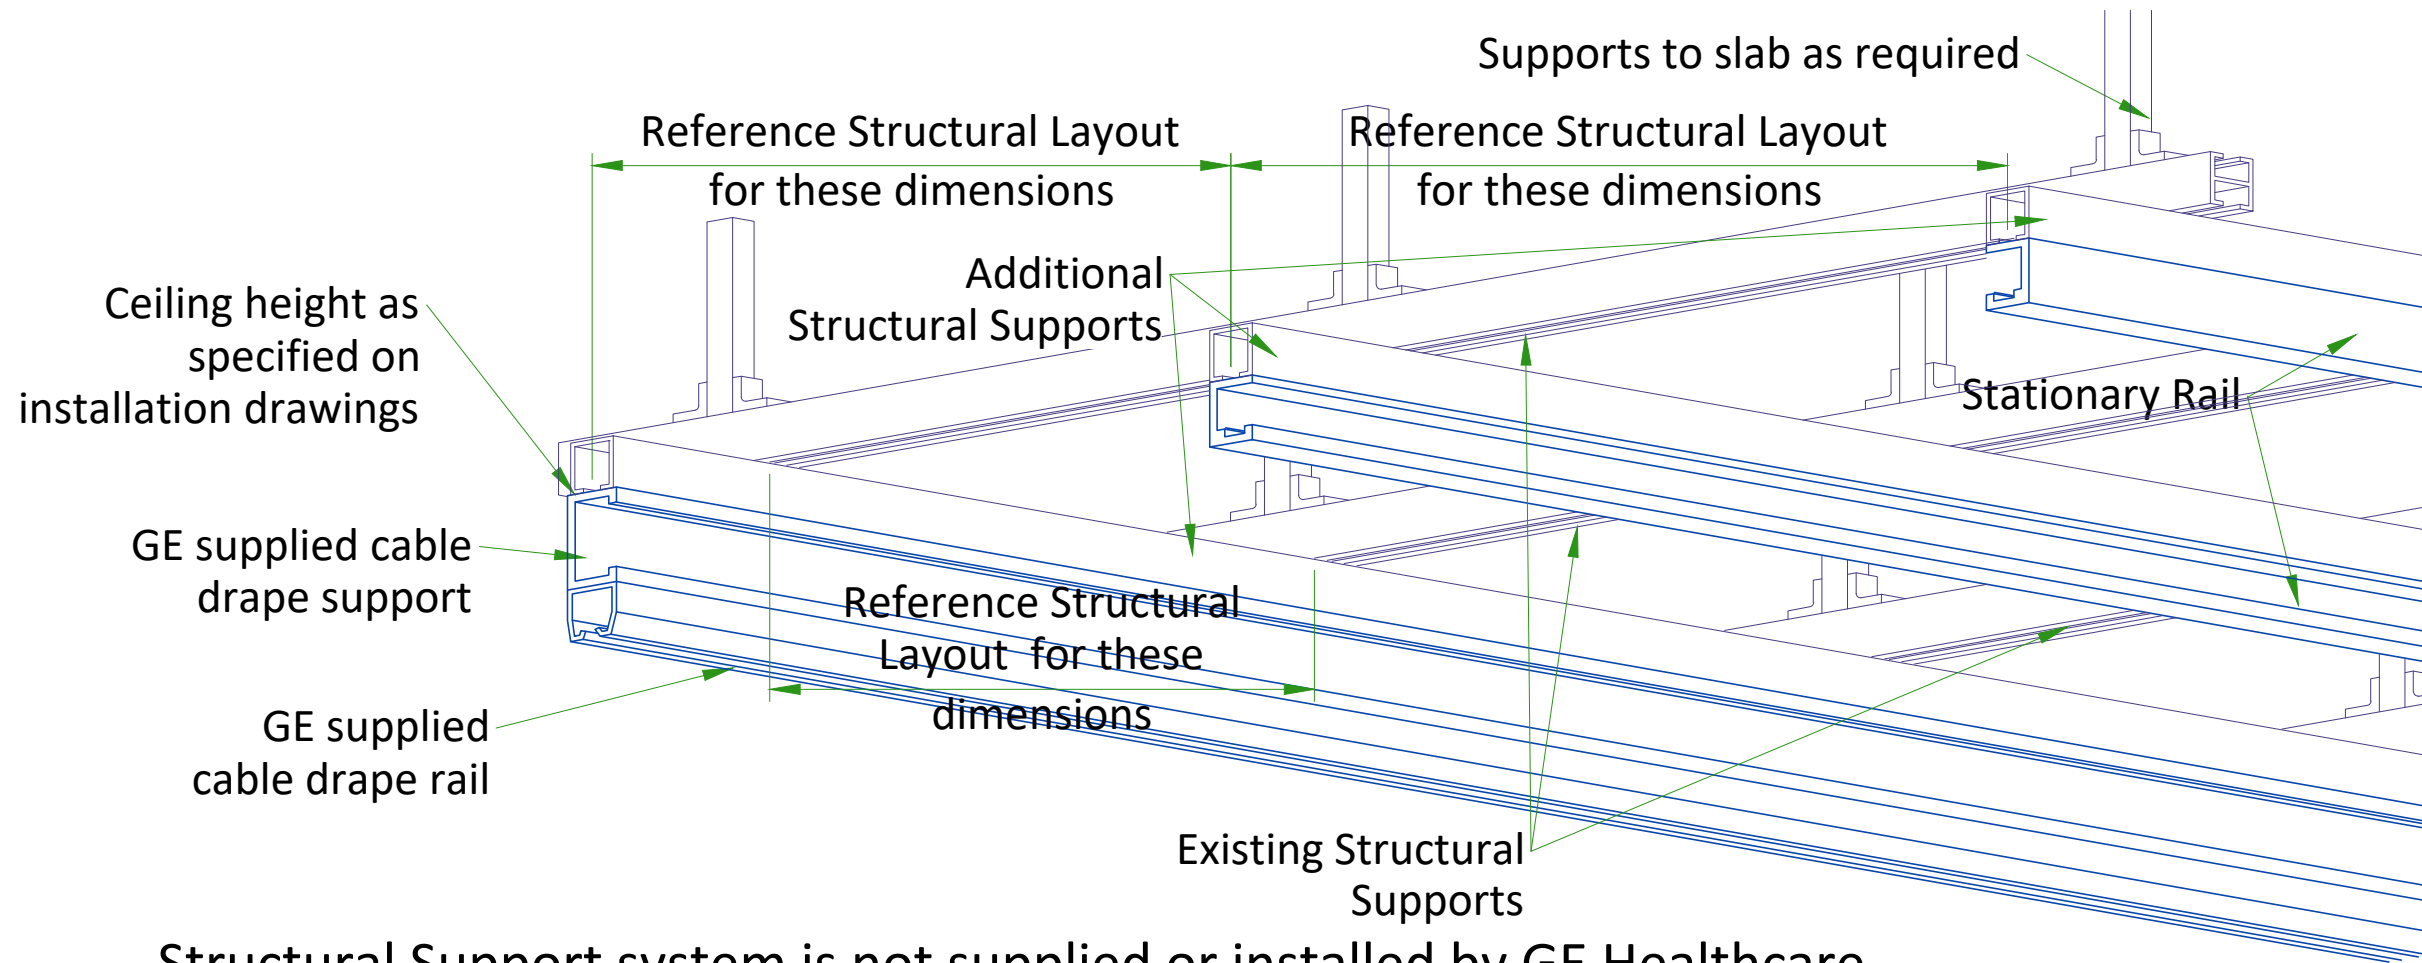 Supports to slab as required
Reference Structural Layout
for these dimensions
Reference Structural Layout
for these dimensions
Additional
Structural Supports
Ceiling height as
specified on
installation drawings
Stationary Rail
GE supplied cable
drape support
Reference Structural
Layout for these
dimensions
GE supplied
cable drape rail
Existing Structural
Supports
Structural Support system is not supplied or installed by GE Healthcare